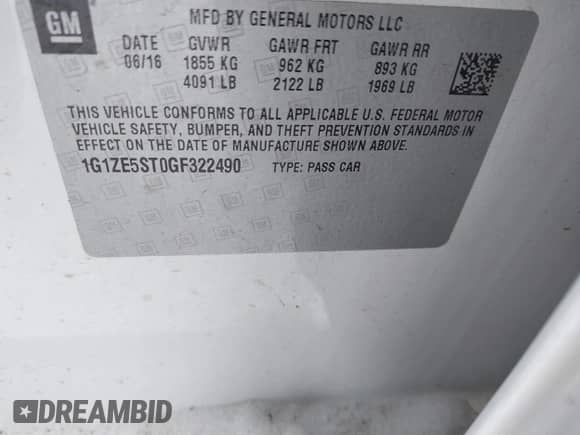 GM
MFD BY GENERAL MOTORS LLC
DATE GVWR GAWR FRT GAWR RR
06/16 1855 KG 962 KG 893 KG
4091 LB 2122 LB 1969 LB
THIS VEHICLE CONFORMS TO ALL APPLICABLE U.S. FEDERAL MOTOR
VEHICLE SAFETY, BUMPER, AND THEFT PREVENTION STANDARDS IN
EFFECT ON THE DATE OF MANUFACTURE SHOWN ABOVE.
1G1ZE5ST0GF322490 TYPE: PASS CAR
DREAMBID